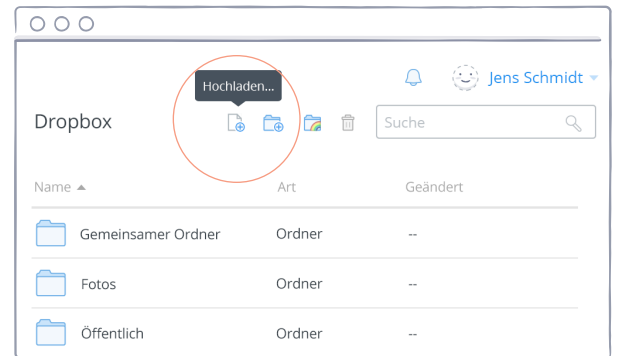 Jens Schmidt
Hochladen...
Dropbox
Suche
Name Art Geändert
Gemeinsamer Ordner Ordner --
Fotos Ordner --
Öffentlich Ordner --